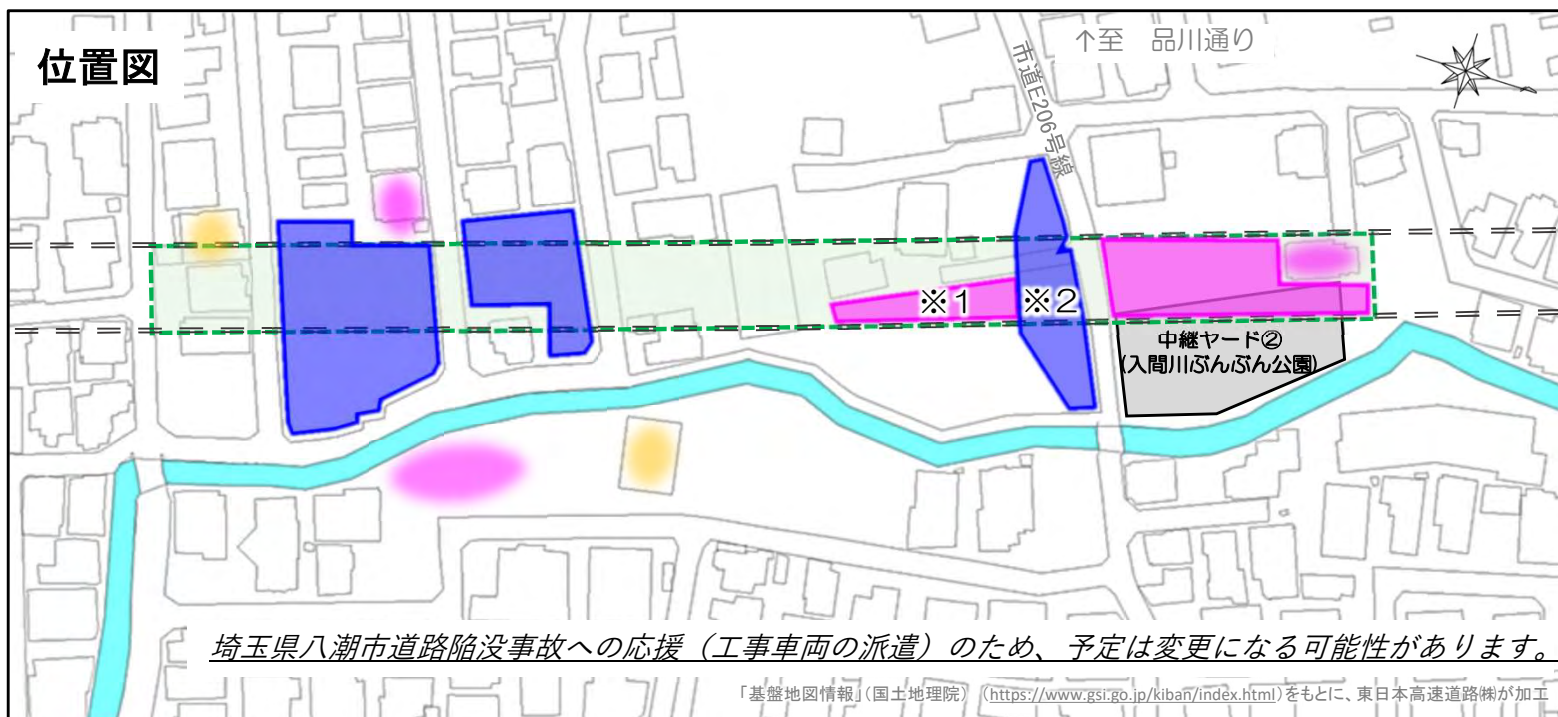 位置図
↑至　品川通り
市道E206号線
※1
※2
中継ヤード②
(入間川ぶんぶん公園)
埼玉県八潮市道路陥没事故への応援（工事車両の派遣）のため、予定は変更になる可能性があります。
「基盤地図情報」(国土地理院)　(https://www.gsi.go.jp/kiban/index.html)をもとに、東日本高速道路㈱が加工